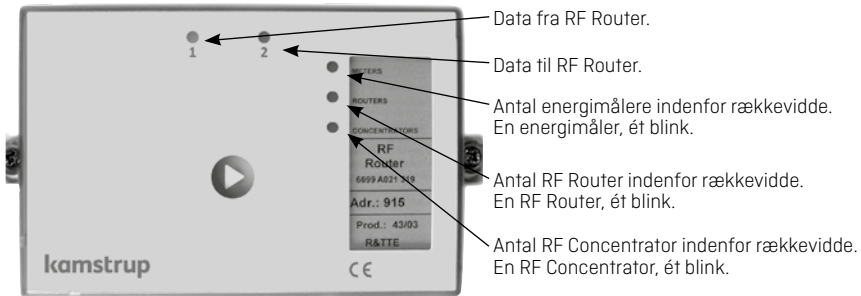 Data fra RF Router.
1
2
Data til RF Router.
METERS
ROUTERS
CONCENTRATORS
Antal energimålere indenfor rækkevidde.
En energimåler, ét blink.
RF
Router
6699 A021 319
Adr.: 915
Prod.: 43/03
R&TTE
Antal RF Router indenfor rækkevidde.
En RF Router, ét blink.
Antal RF Concentrator indenfor rækkevidde.
En RF Concentrator, ét blink.
kamstrup
CE